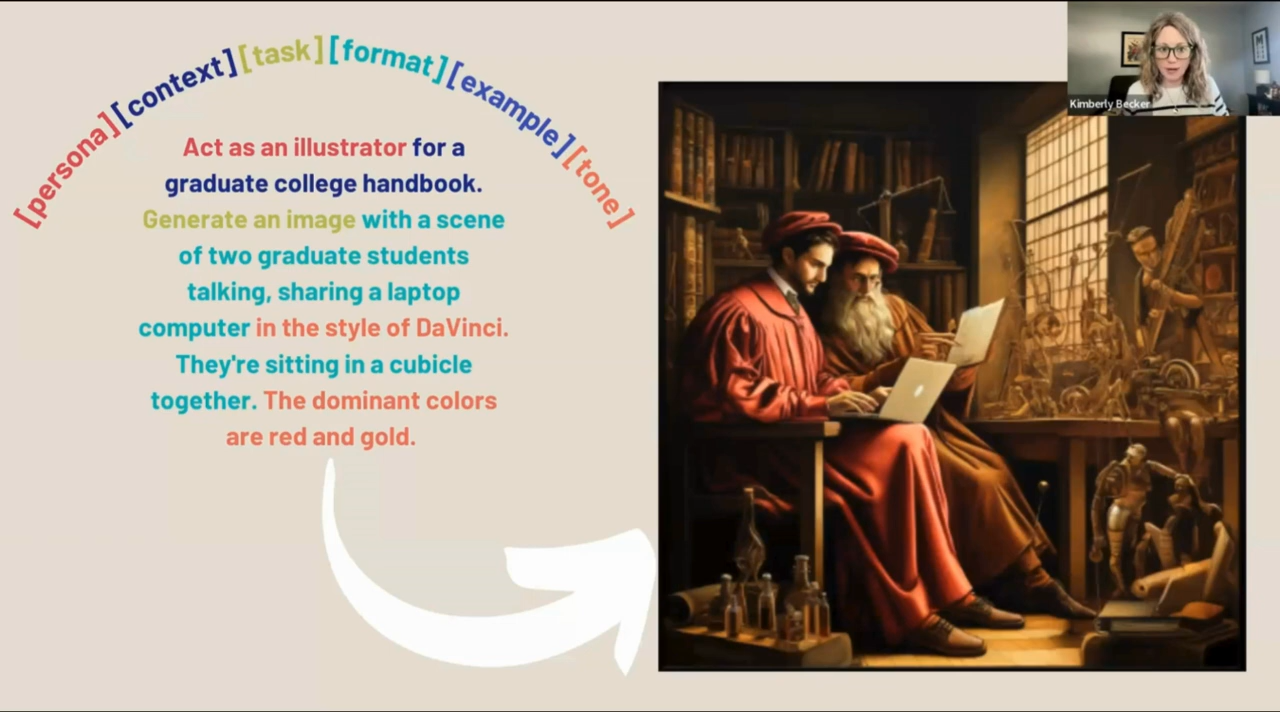 [persona][context][task][format][example][tone]
Act as an illustrator for a
graduate college handbook.
Generate an image with a scene
of two graduate students
talking, sharing a laptop
computer in the style of DaVinci.
They're sitting in a cubicle
together. The dominant colors
are red and gold.
Kimberly Becker